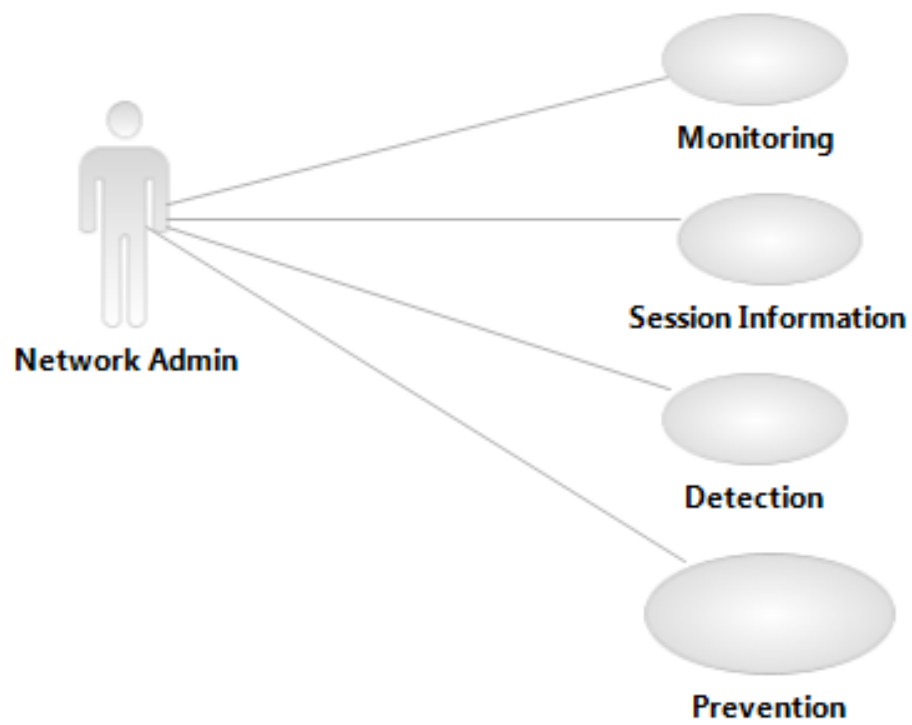 Monitoring
Session Information
Network Admin
Detection
Prevention